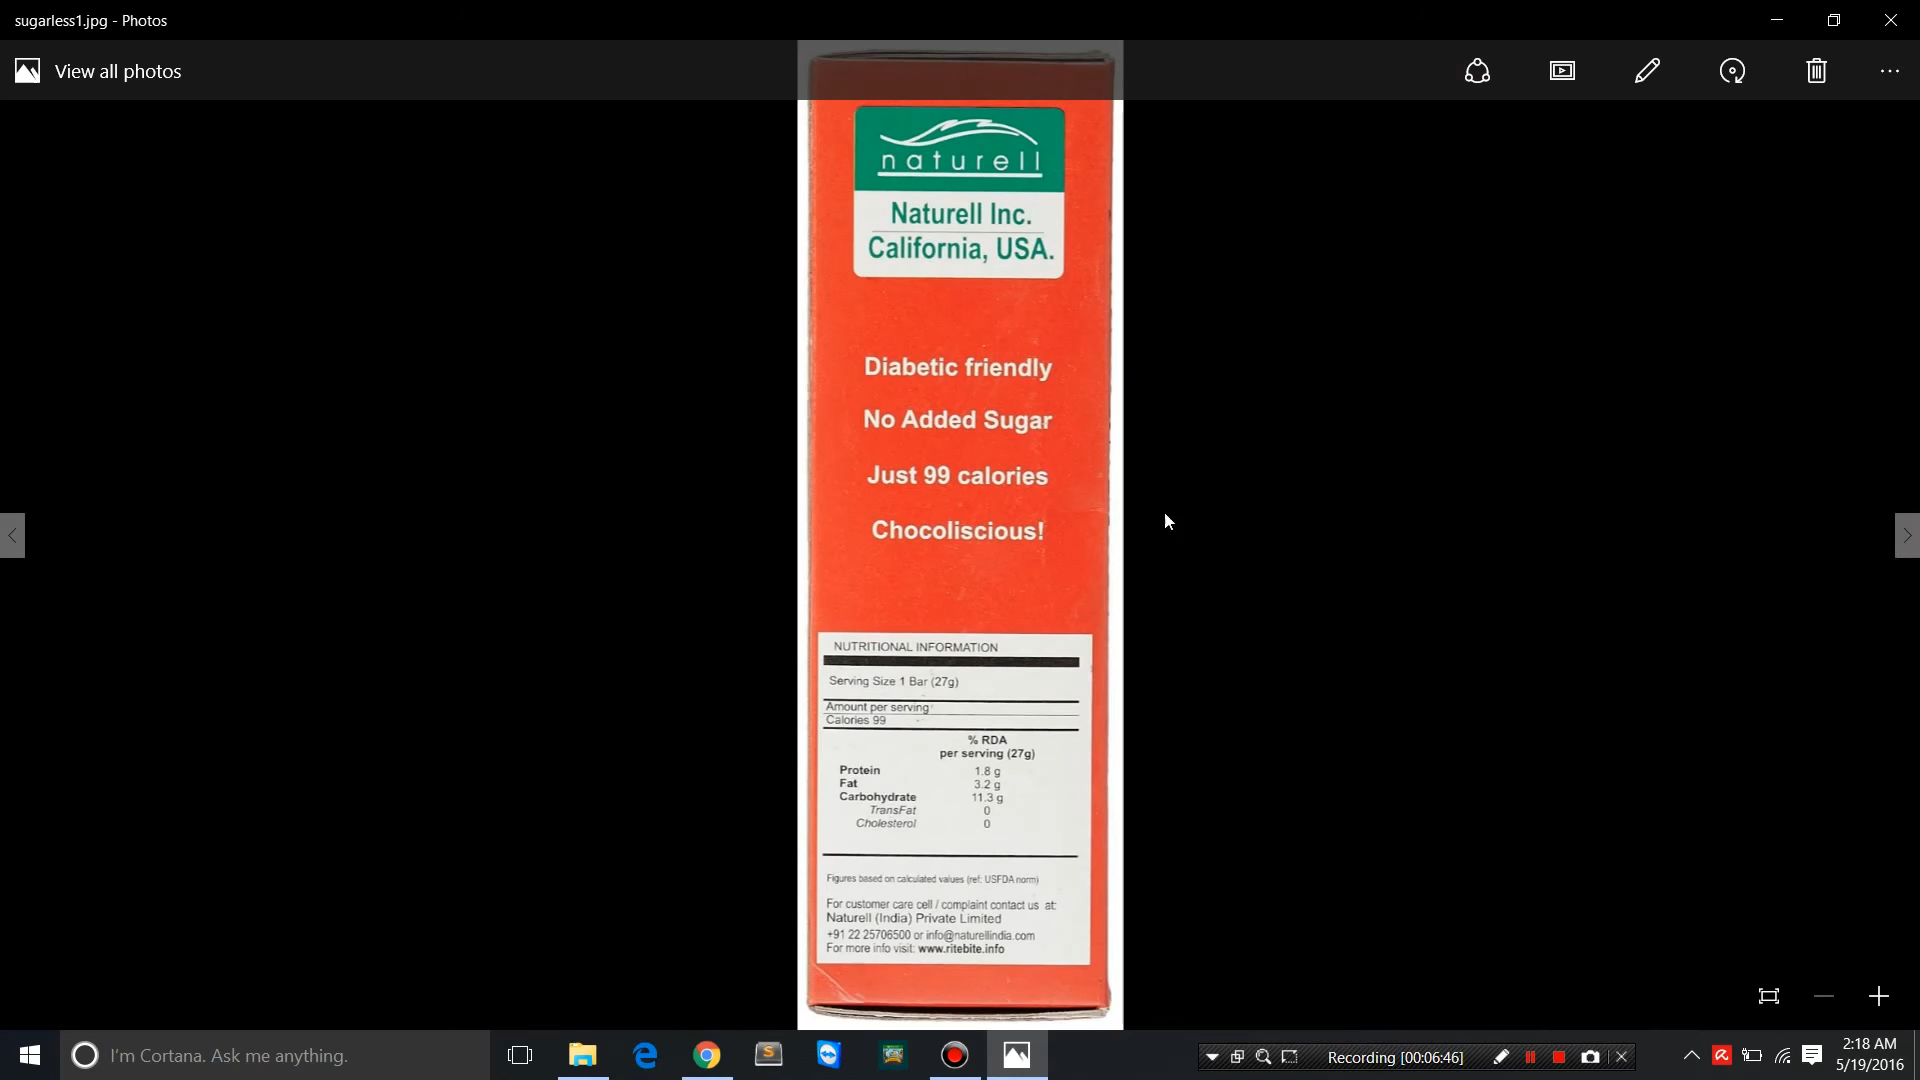 sugarless1.jpg - Photos
View all photos
naturell
Naturell Inc.
California, USA.
Diabetic friendly
No Added Sugar
Just 99 calories
Chocoliscious!
NUTRITIONAL INFORMATION
Serving Size 1 Bar (27g)
Amount per serving
Calories 99
% RDA
per serving (27g)
Protein 1.8 g
Fat 3.2 g
Carbohydrate 11.3 g
TransFat 0
Cholesterol 0
Figures based on calculated values (ref: USFDA norm)
For customer care cell / complaint contact us at:
Naturell (India) Private Limited
+91 22 25706500 or info@naturellindia.com
For more info visit: www.ritebite.info
I'm Cortana. Ask me anything.
Recording [00:06:46]
2:18 AM
5/19/2016